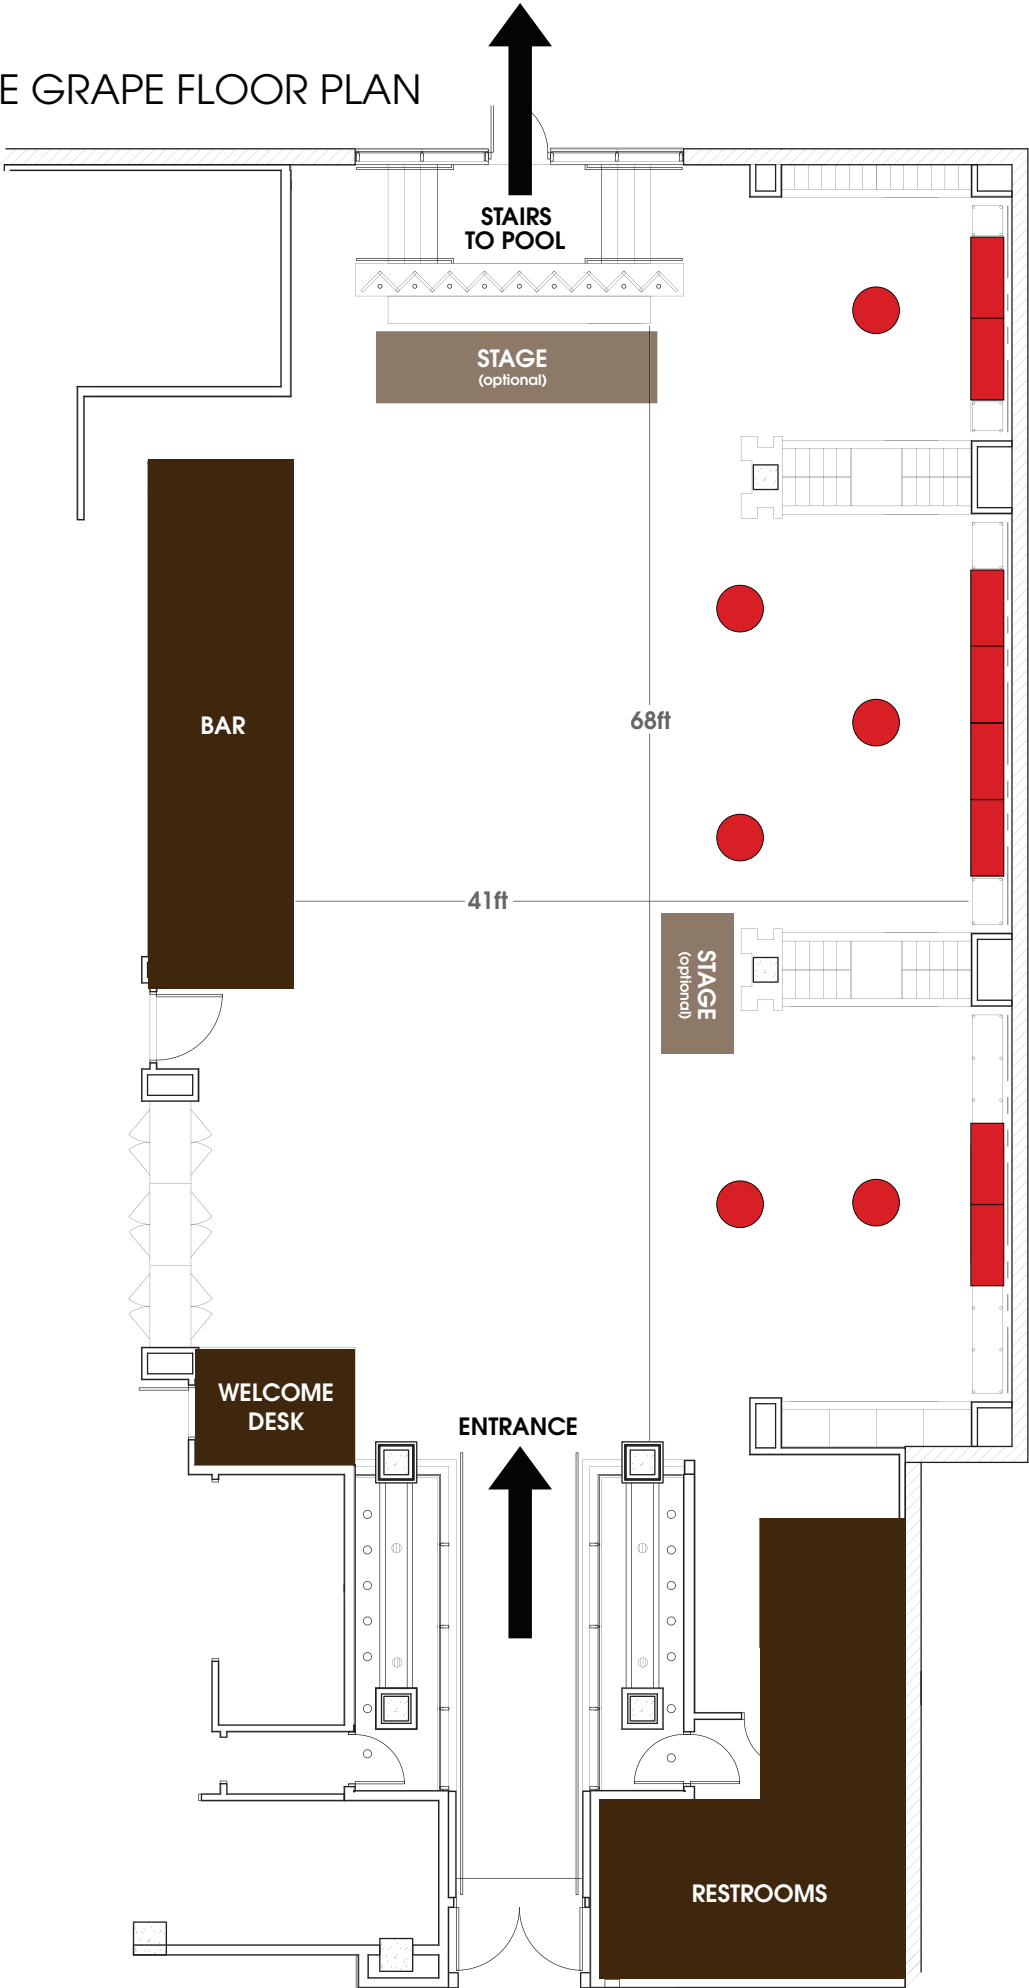 E GRAPE FLOOR PLAN
STAIRS
TO POOL
STAGE
(optional)
BAR
68ft
41ft
STAGE
(optional)
WELCOME
DESK
ENTRANCE
RESTROOMS